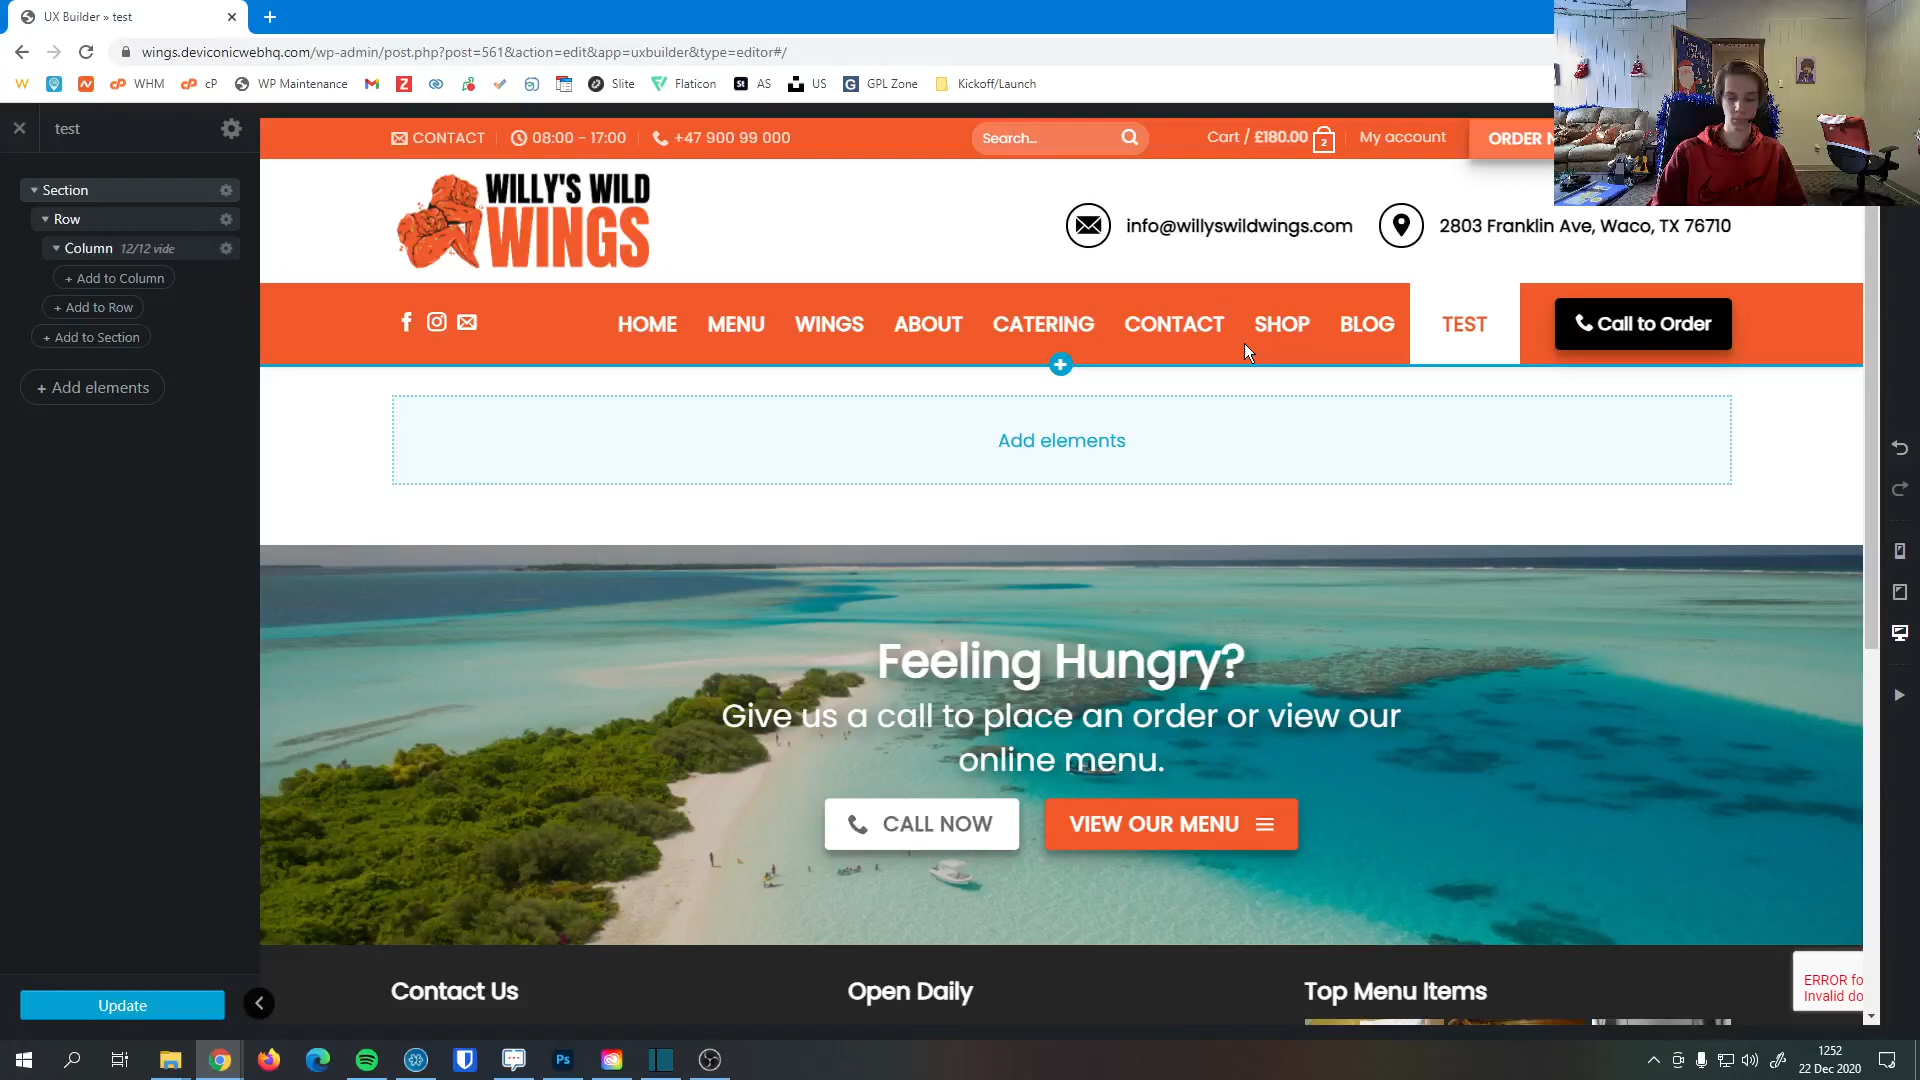 UX Builder » test
wings.deviconicwebhq.com/wp-admin/post.php?post=561&action=edit&app=uxbuilder&type=editor#/
WHM
cP
WP Maintenance
Slite
Flaticon
AS
US
GPL Zone
Kickoff/Launch
test
CONTACT
08:00 - 17:00
+47 900 99 000
Search...
Cart / £180.00
2
My account
ORDER N
Section
Row
Column 12/12 vide
+ Add to Column
+ Add to Row
+ Add to Section
+ Add elements
WILLY'S WILD
WINGS
info@willyswildwings.com
2803 Franklin Ave, Waco, TX 76710
HOME
MENU
WINGS
ABOUT
CATERING
CONTACT
SHOP
BLOG
TEST
Call to Order
Add elements
Feeling Hungry?
Give us a call to place an order or view our
online menu.
CALL NOW
VIEW OUR MENU
Contact Us
Open Daily
Top Menu Items
ERROR fo
Invalid do
Update
1252
22 Dec 2020